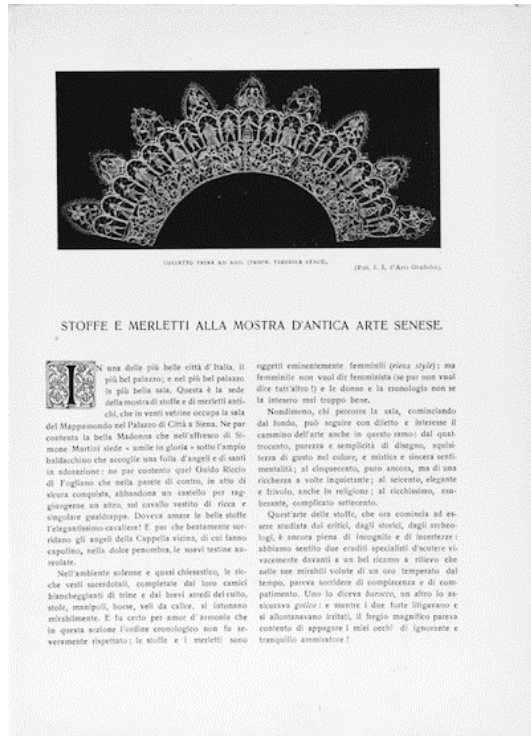 COLLETTO TRINA AD AGO. (PROPR.
(Fot. I. I. d'Arti Grafiche).
STOFFE E MERLETTI ALLA MOSTRA D'ANTICA ARTE SENESE.
IN una delle più belle città d'Italia, il
più bel palazzo; e nel più bel palazzo
la più bella sala. Questa è la sede
della mostra di stoffe e di merletti anti-
chi, che in venti vetrine occupa la sala
del Mappamondo nel Palazzo di Città a Siena. Ne par
contenta la bella Madonna che nell'affresco di Si-
mone Martini siede « umile in gloria » sotto l'ampio
baldacchino che accoglie una folla d'angeli e di santi
in adorazione: ne par contento quel Guido Riccio
di Fogliano che nella parete di contro, in atto di
sicura conquista, abbandona un castello per rag-
giungerne un altro, sul cavallo vestito di ricca e
singolare gualdrappa. Doveva amare le belle stoffe
l'elegantissimo cavaliere! E par che beatamente sor-
ridano gli angeli della Cappella vicina, di cui fanno
capolino, nella dolce penombra, le soavi testine au-
reolate.
Nell'ambiente solenne e quasi chiesastico, le ric-
che vesti sacerdotali, completate dai loro camici
biancheggianti di trine e dai brevi arredi del culto,
stole, manipoli, borse, veli da calice, si intonano
mirabilmente. E fu certo per amor d'armonia che
in questa sezione l'ordine cronologico non fu se-
veramente rispettato; le stoffe e i merletti sono
oggetti eminentemente femminili (rienz style); ma
femminile non vuol dir femminista (se pur non vuol
dire tutt'altro!) e le donne e la cronologia non se
la intesero mai troppo bene.
Nondimeno, chi percorre la sala, cominciando
dal fondo, può seguire con diletto e interesse il
cammino dell'arte anche in questo ramo; dal quat-
trocento, purezza e semplicità di disegno, squisi-
tezza di gusto nel colore, e mistica e sincera senti-
mentalità; al cinquecento, puro ancora, ma di una
ricchezza a volte inquietante; al seicento, elegante
e frivolo, anche in religione; al ricchissimo, esu-
berante, complicato settecento.
Quest'arte delle stoffe, che ora comincia ad es-
sere studiata dai critici, dagli storici, dagli archeo-
logi, è ancora piena di incognite e di incertezze:
abbiamo sentito due eruditi specialisti discutere vi-
vacemente davanti a un bel ricamo a rilievo che
nelle sue mirabili volute di un oro temperato dal
tempo, pareva sorridere di compiacenza e di com-
patimento. Uno lo diceva barocco, un altro lo as-
sicurava gotico: e mentre i due forte litigavano e
si allontanavano irritati, il fregio magnifico pareva
contento di appagare i miei occhi di ignorante e
tranquillo ammiratore!